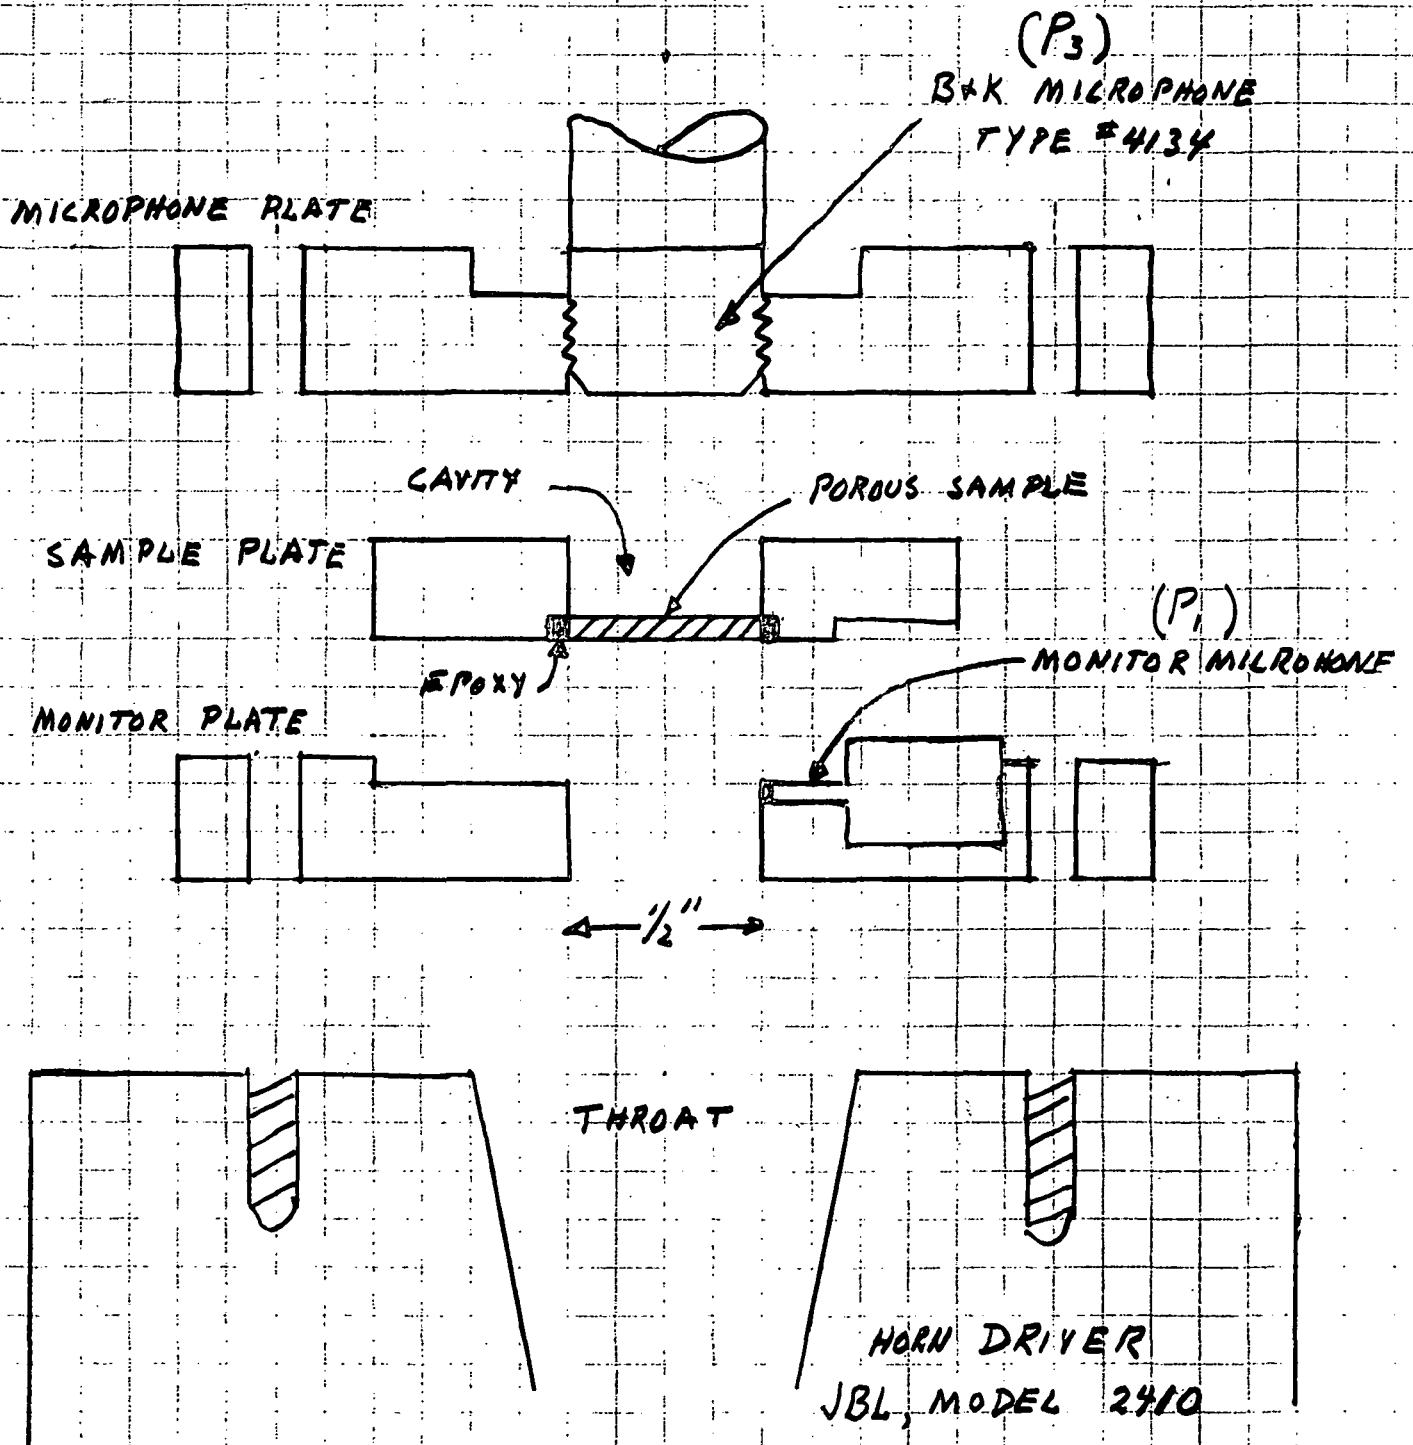 (P3)
B+K MICROPHONE
TYPE #4134
MICROPHONE PLATE
CAVITY
POROUS SAMPLE
SAMPLE PLATE
(P1)
MONITOR MICROHONE
EPOXY
MONITOR PLATE
1/2"
THROAT
HORN DRIVER
JBL, MODEL 2410